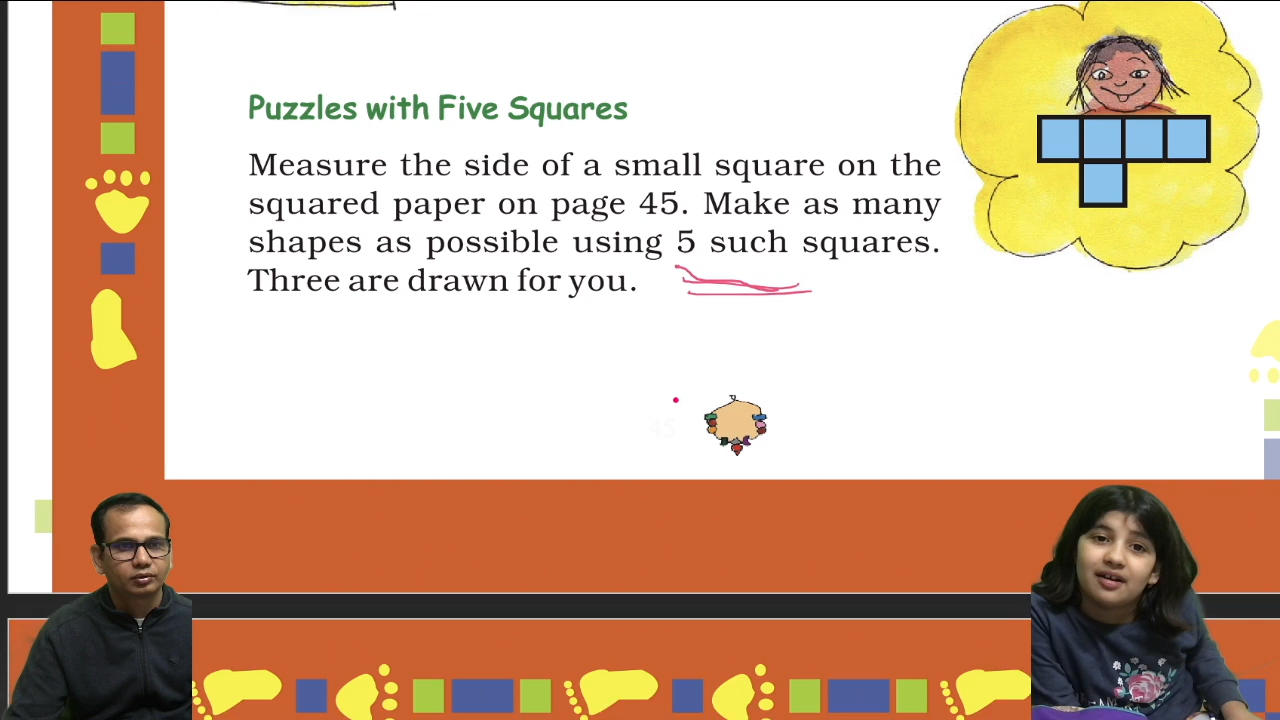 Puzzles with Five Squares
Measure the side of a small square on the
squared paper on page 45. Make as many
shapes as possible using 5 such squares.
Three are drawn for you.
45